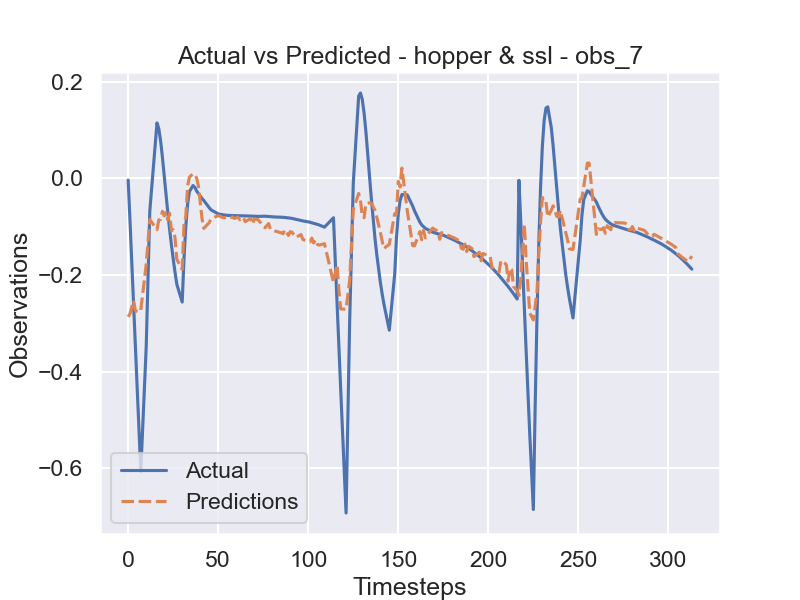 Actual vs Predicted - hopper & ssl - obs_7
0.2
0.0
−0.2
−0.4
−0.6
Observations
Actual
Predictions
0 50 100 150 200 250 300
Timesteps